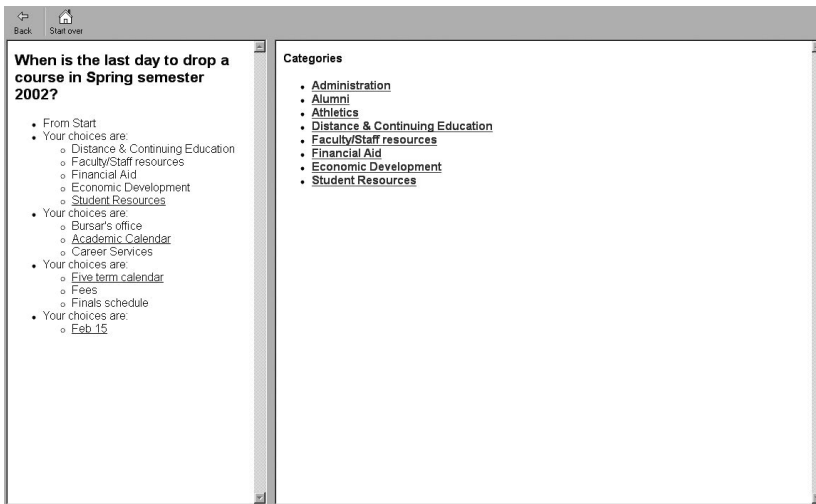 Back
Start over
When is the last day to drop a
course in Spring semester
2002?
From Start
Your choices are:
Distance & Continuing Education
Faculty/Staff resources
Financial Aid
Economic Development
Student Resources
Your choices are:
Bursar's office
Academic Calendar
Career Services
Your choices are:
Five term calendar
Fees
Finals schedule
Your choices are:
Feb 15
Categories
Administration
Alumni
Athletics
Distance & Continuing Education
Faculty/Staff resources
Financial Aid
Economic Development
Student Resources